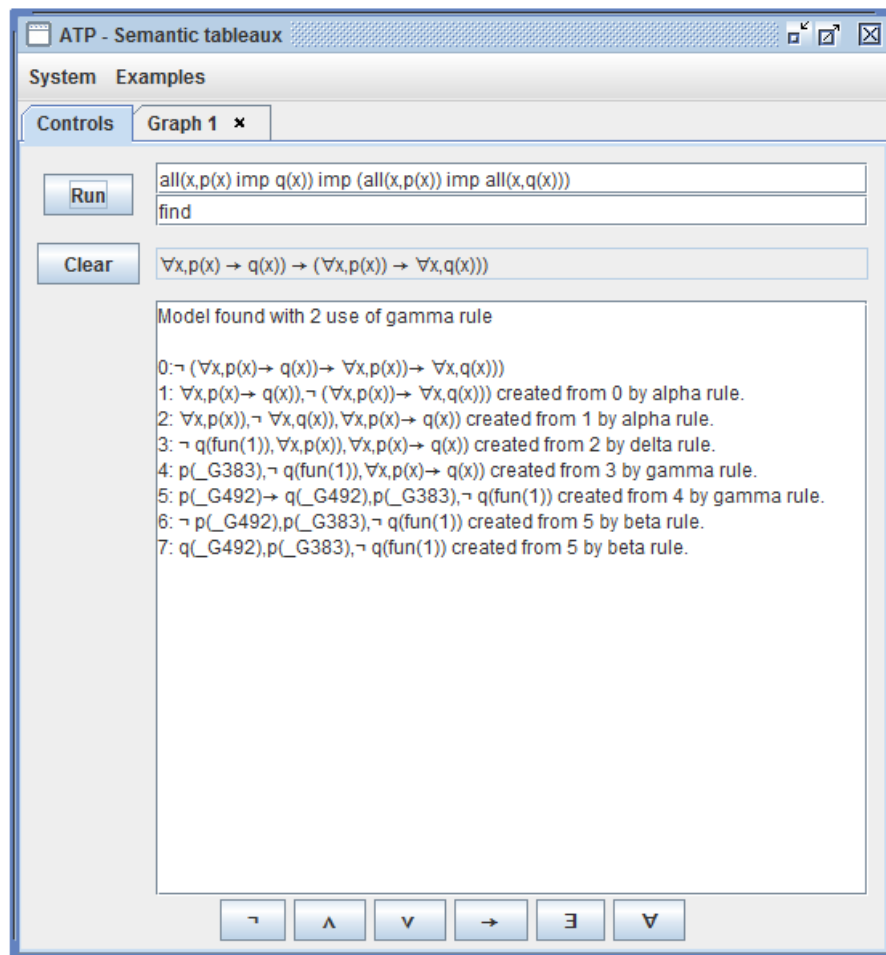 ATP - Semantic tableaux
System Examples
Controls Graph 1 ×
Run
all(x,p(x) imp q(x)) imp (all(x,p(x)) imp all(x,q(x)))
find
Clear
∀x,p(x) → q(x)) → (∀x,p(x)) → ∀x,q(x)))
Model found with 2 use of gamma rule
0:¬ (∀x,p(x)→ q(x))→ ∀x,p(x))→ ∀x,q(x)))
1: ∀x,p(x)→ q(x)),¬ (∀x,p(x))→ ∀x,q(x))) created from 0 by alpha rule.
2: ∀x,p(x)),¬ ∀x,q(x)),∀x,p(x)→ q(x)) created from 1 by alpha rule.
3: ¬ q(fun(1)),∀x,p(x)),∀x,p(x)→ q(x)) created from 2 by delta rule.
4: p(_G383),¬ q(fun(1)),∀x,p(x)→ q(x)) created from 3 by gamma rule.
5: p(_G492)→ q(_G492),p(_G383),¬ q(fun(1)) created from 4 by gamma rule.
6: ¬ p(_G492),p(_G383),¬ q(fun(1)) created from 5 by beta rule.
7: q(_G492),p(_G383),¬ q(fun(1)) created from 5 by beta rule.
¬ ∧ ∨ → ∃ ∀